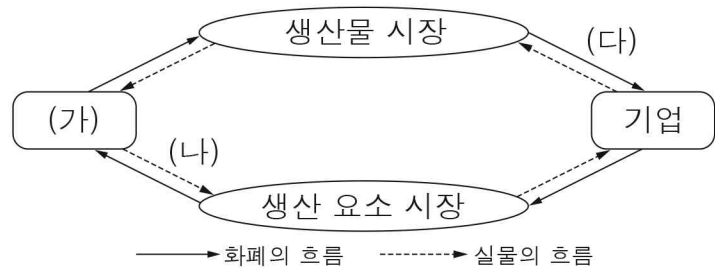 생산물 시장
(다)
(가)
기업
(나)
생산 요소 시장
화폐의 흐름
실물의 흐름